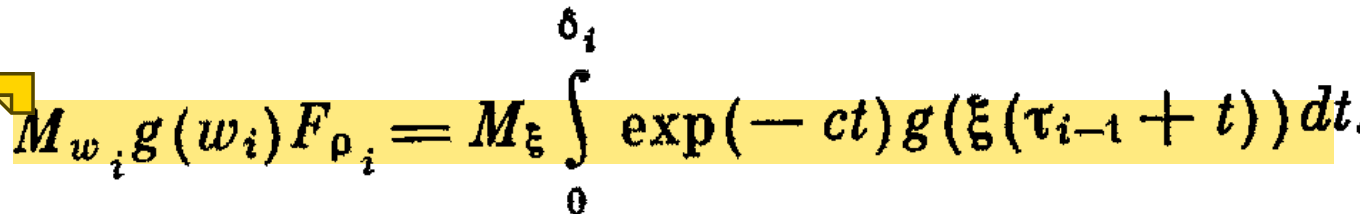 M_{w_i} g(w_i) F_{ρ_i} = M_ξ ∫_0^{δ_i} exp(− ct) g(ξ(τ_{i−1} + t)) dt.